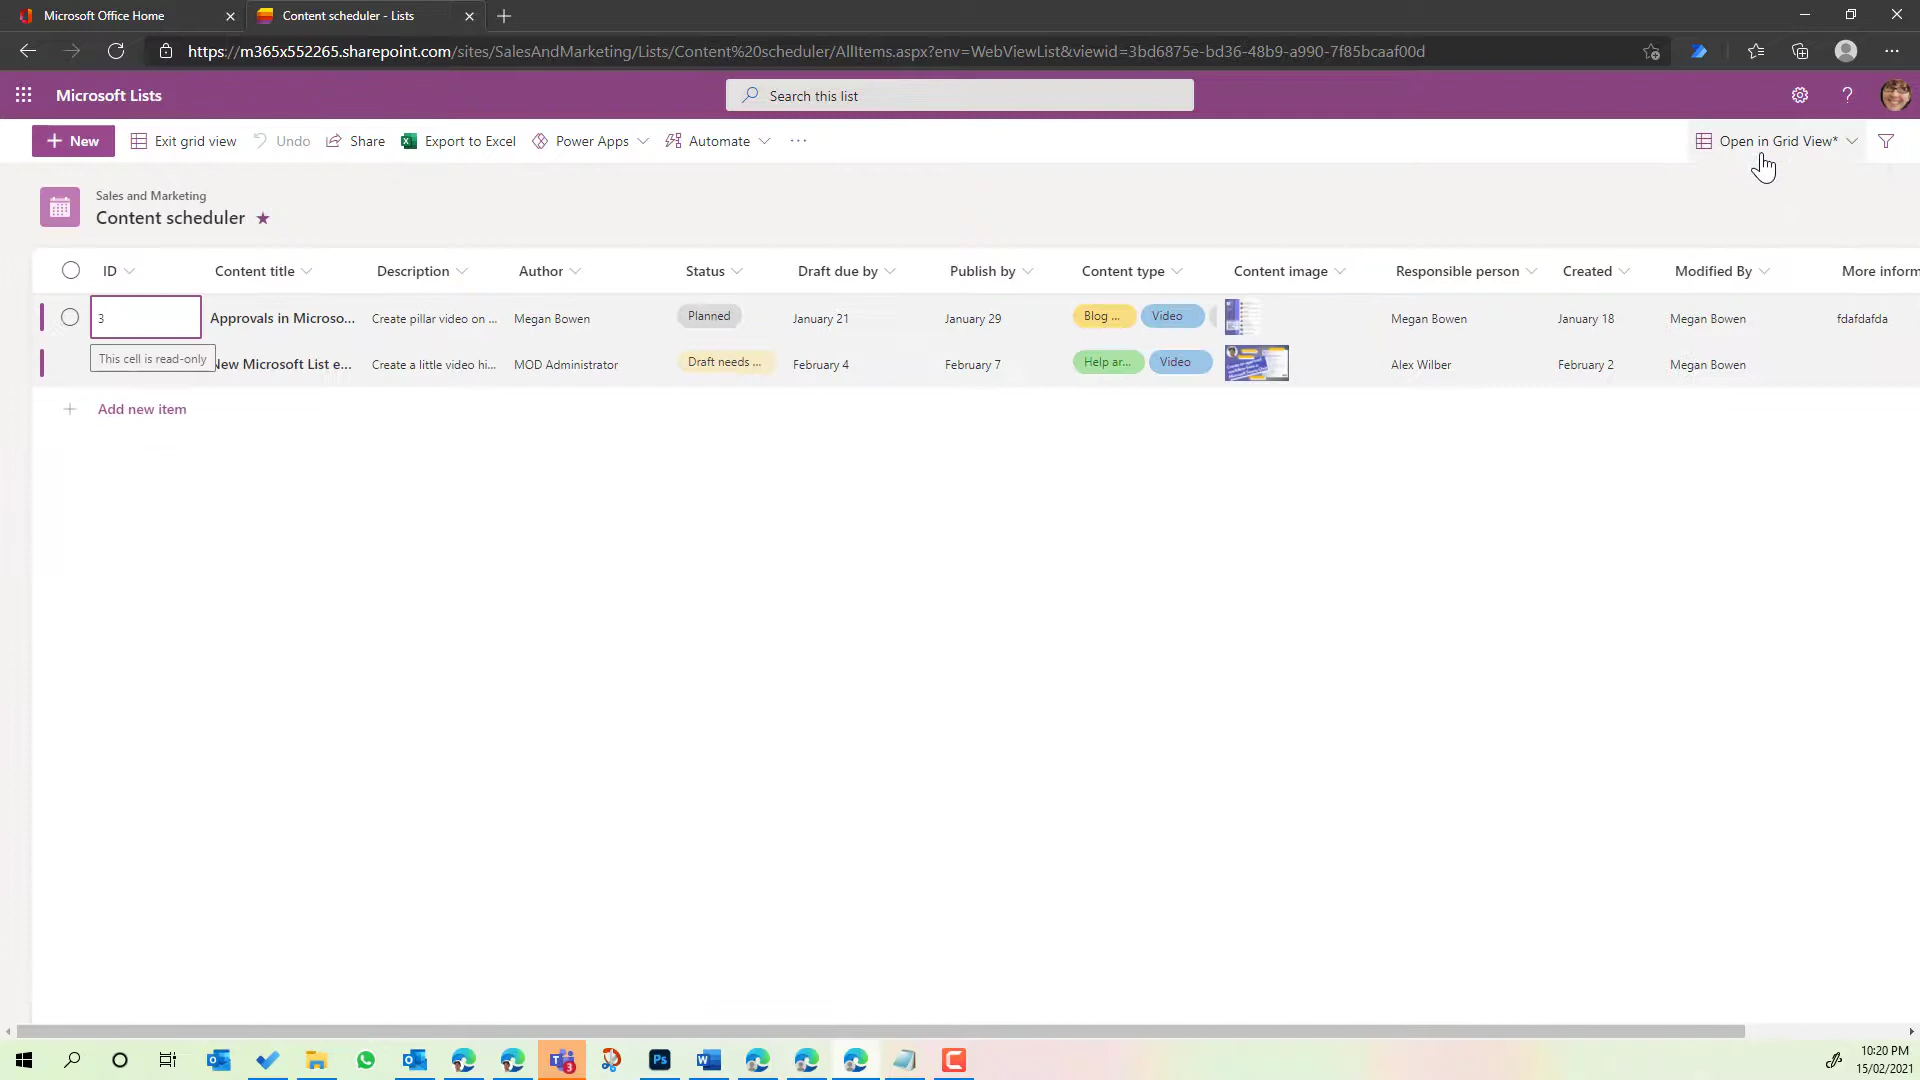 Microsoft Office Home
Content scheduler - Lists
https://m365x552265.sharepoint.com/sites/SalesAndMarketing/Lists/Content%20scheduler/AllItems.aspx?env=WebViewList&viewid=3bd6875e-bd36-48b9-a990-7f85bcaaf00d
Microsoft Lists
Search this list
New
Exit grid view
Undo
Share
Export to Excel
Power Apps
Automate
Open in Grid View*
Sales and Marketing
Content scheduler
ID Content title Description Author Status Draft due by Publish by Content type Content image Responsible person Created Modified By More inform
3 Approvals in Microso... Create pillar video on ... Megan Bowen Planned January 21 January 29 Blog ... Video Megan Bowen January 18 Megan Bowen fdafdafda
This cell is read-only
New Microsoft List e... Create a little video hi... MOD Administrator Draft needs ... February 4 February 7 Help ar... Video Alex Wilber February 2 Megan Bowen
Add new item
10:20 PM
15/02/2021